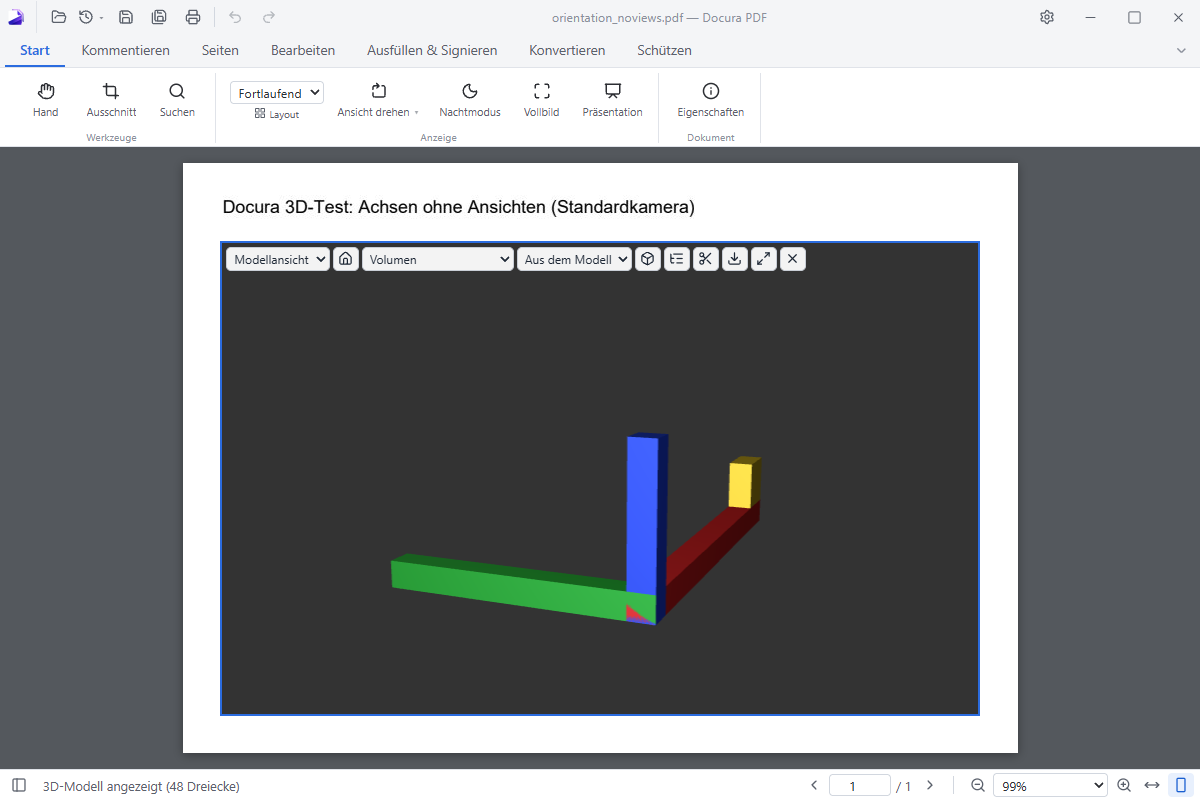 orientation_noviews.pdf — Docura PDF
Start Kommentieren Seiten Bearbeiten Ausfüllen & Signieren Konvertieren Schützen
Hand Ausschnitt Suchen
Werkzeuge
Fortlaufend
Layout
Ansicht drehen Nachtmodus Vollbild Präsentation
Anzeige
Eigenschaften
Dokument
Docura 3D-Test: Achsen ohne Ansichten (Standardkamera)
Modellansicht Volumen Aus dem Modell
3D-Modell angezeigt (48 Dreiecke) 1 / 1 99%